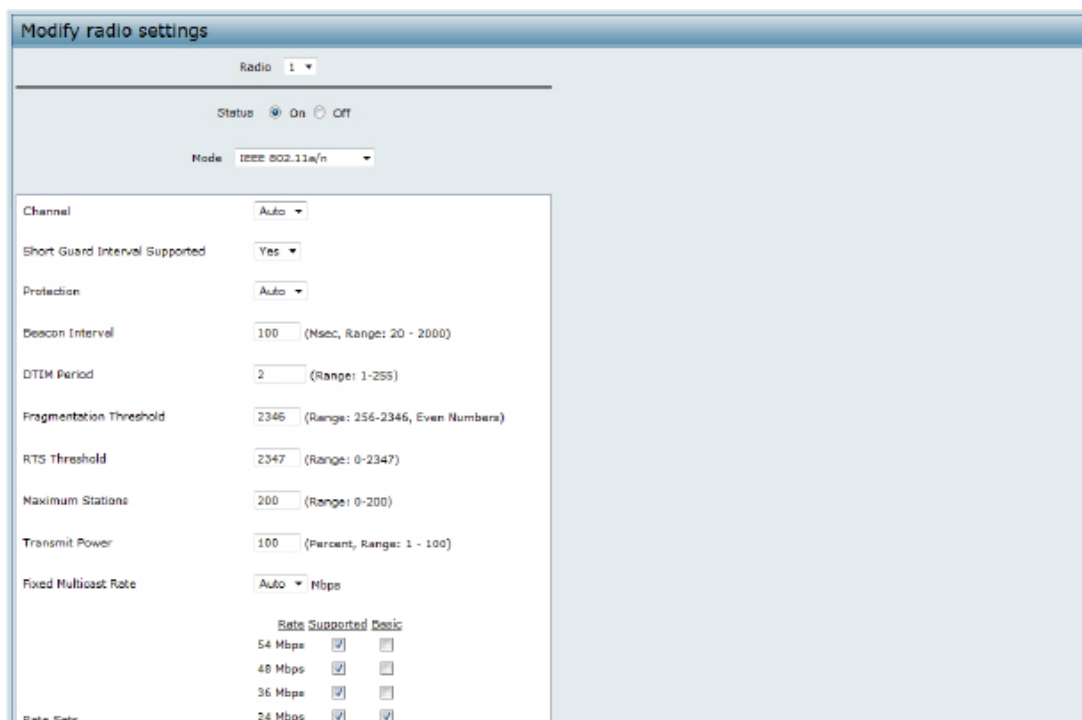 Modify radio settings
Radio 1
Status On Off
Mode IEEE 802.11a/n
Channel Auto
Short Guard Interval Supported Yes
Protection Auto
Beacon Interval 100 (Msec, Range: 20 - 2000)
DTIM Period 2 (Range: 1-255)
Fragmentation Threshold 2346 (Range: 256-2346, Even Numbers)
RTS Threshold 2347 (Range: 0-2347)
Maximum Stations 200 (Range: 0-200)
Transmit Power 100 (Percent, Range: 1 - 100)
Fixed Multicast Rate Auto Mbps
Rate Supported Basic
54 Mbps
48 Mbps
36 Mbps
24 Mbps
Rate Sets